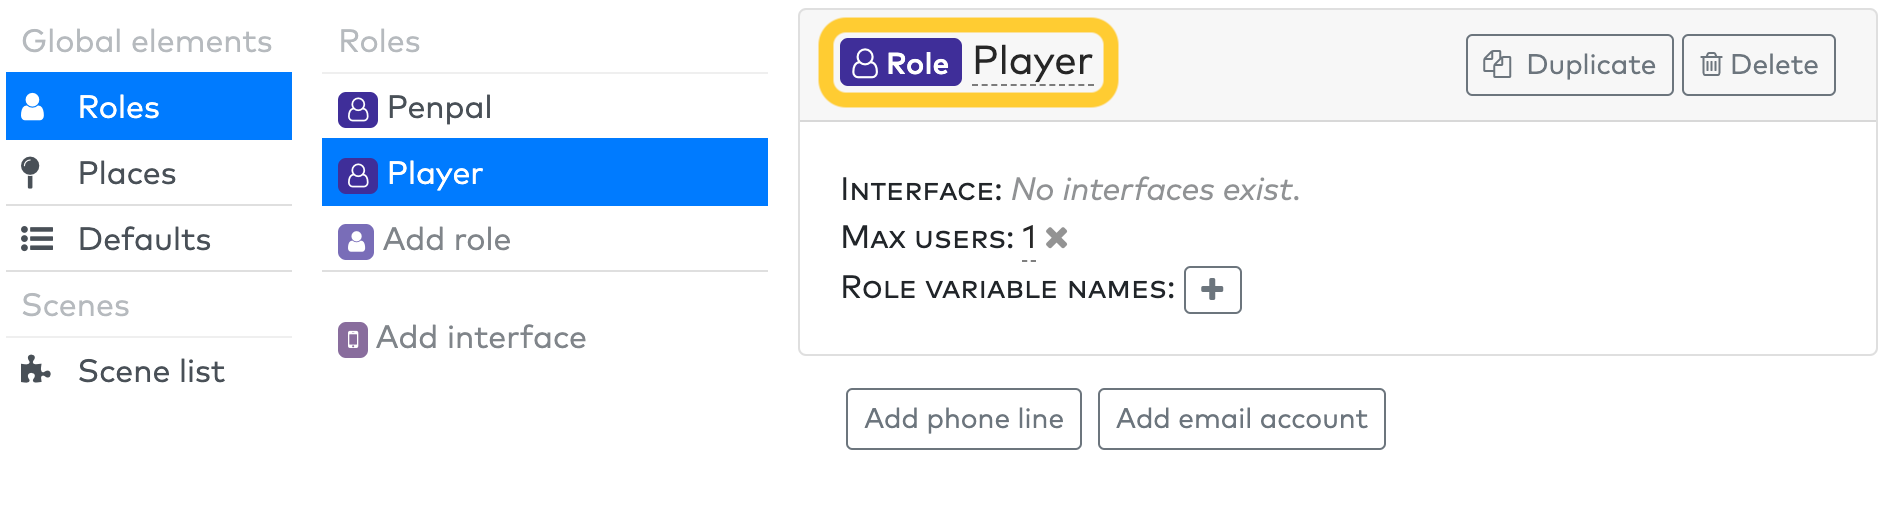 Global elements
Roles
Places
Defaults
Scenes
Scene list
Roles
Penpal
Player
Add role
Add interface
Role Player
Duplicate
Delete
Interface: No interfaces exist.
Max users: 1
Role variable names:
Add phone line
Add email account